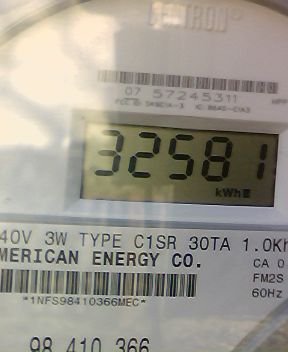 CENTRON®
07 57245311
32581
kWh
40V 3W TYPE C1SR 30TA 1.0Kh
MERICAN ENERGY CO.
CA 0
FM2S
60Hz
*1NFS98410366MEC*
98 410 366